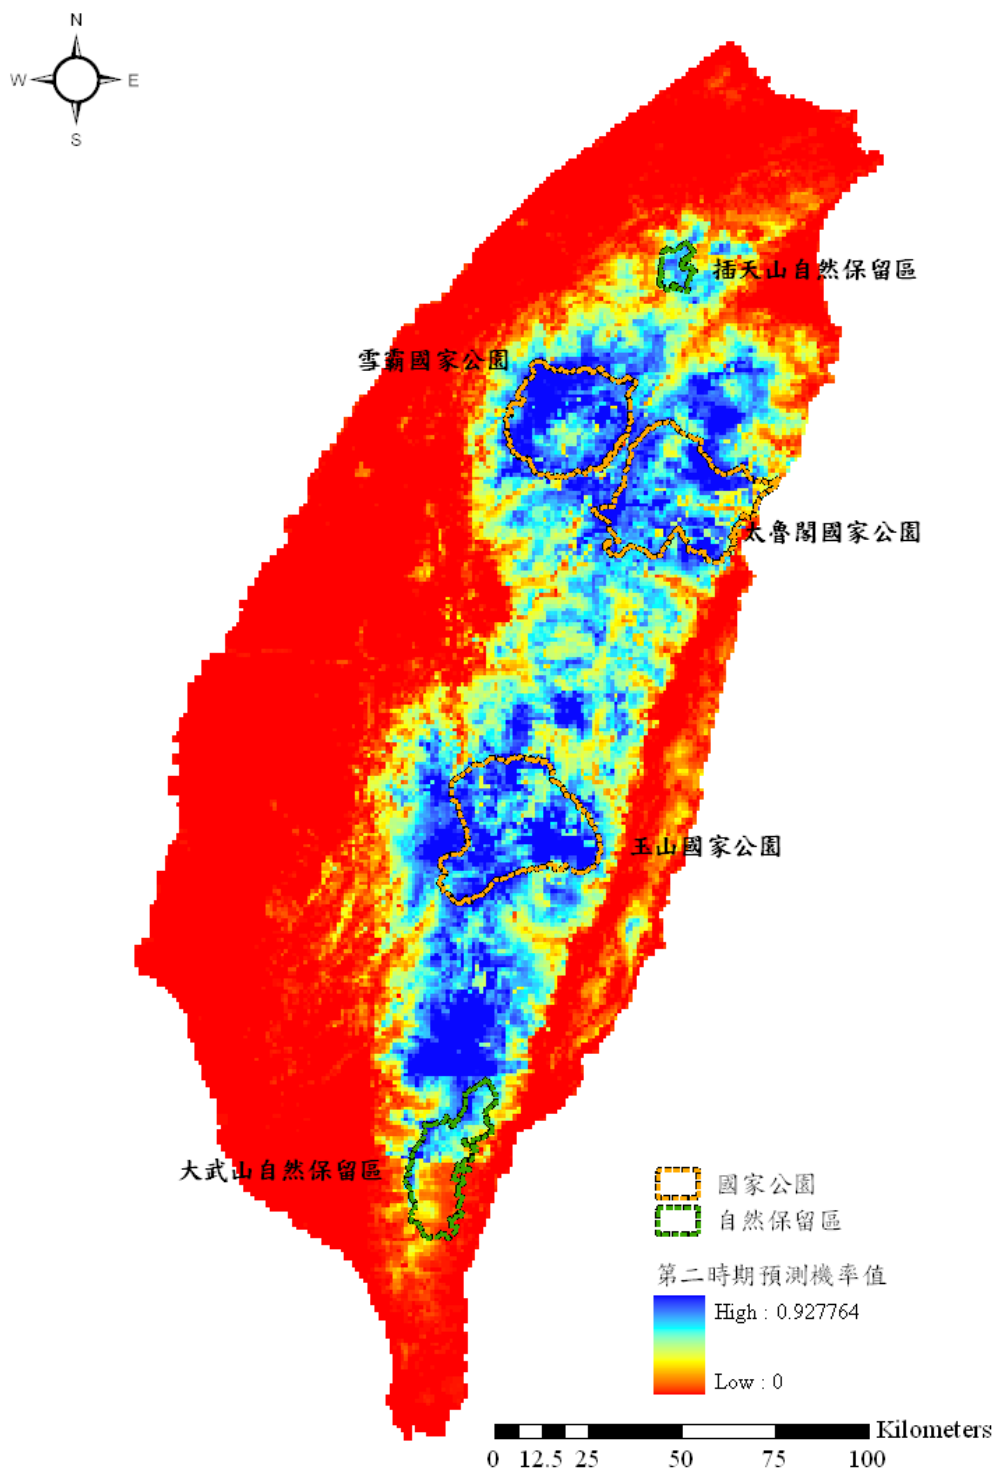 N
W E
S
插天山自然保留區
雪霸國家公園
太魯閣國家公園
玉山國家公園
大武山自然保留區
國家公園
自然保留區
第二時期預測機率值
High : 0.927764
Low : 0
Kilometers
0 12.5 25 50 75 100